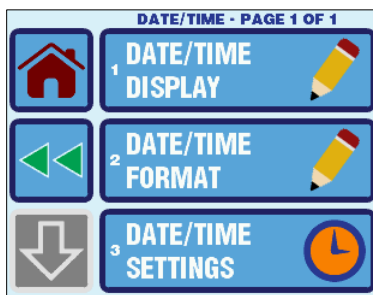 DATE/TIME - PAGE 1 OF 1
1 DATE/TIME
DISPLAY
2 DATE/TIME
FORMAT
3 DATE/TIME
SETTINGS